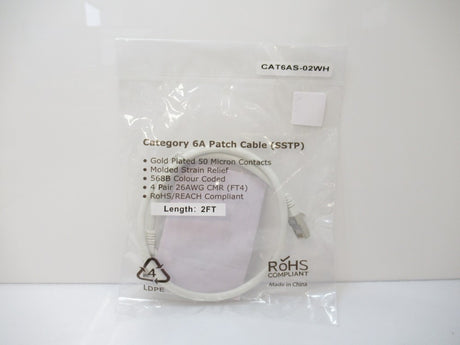 CAT6AS-02WH
Category 6A Patch Cable (SSTP)
• Gold Plated 50 Micron Contacts
• Molded Strain Relief
• 568B Colour Coded
• 4 Pair 26AWG CMR (FT4)
• RoHS/REACH Compliant
Length: 2FT
4
LDPE
RoHS
COMPLIANT
Made in China